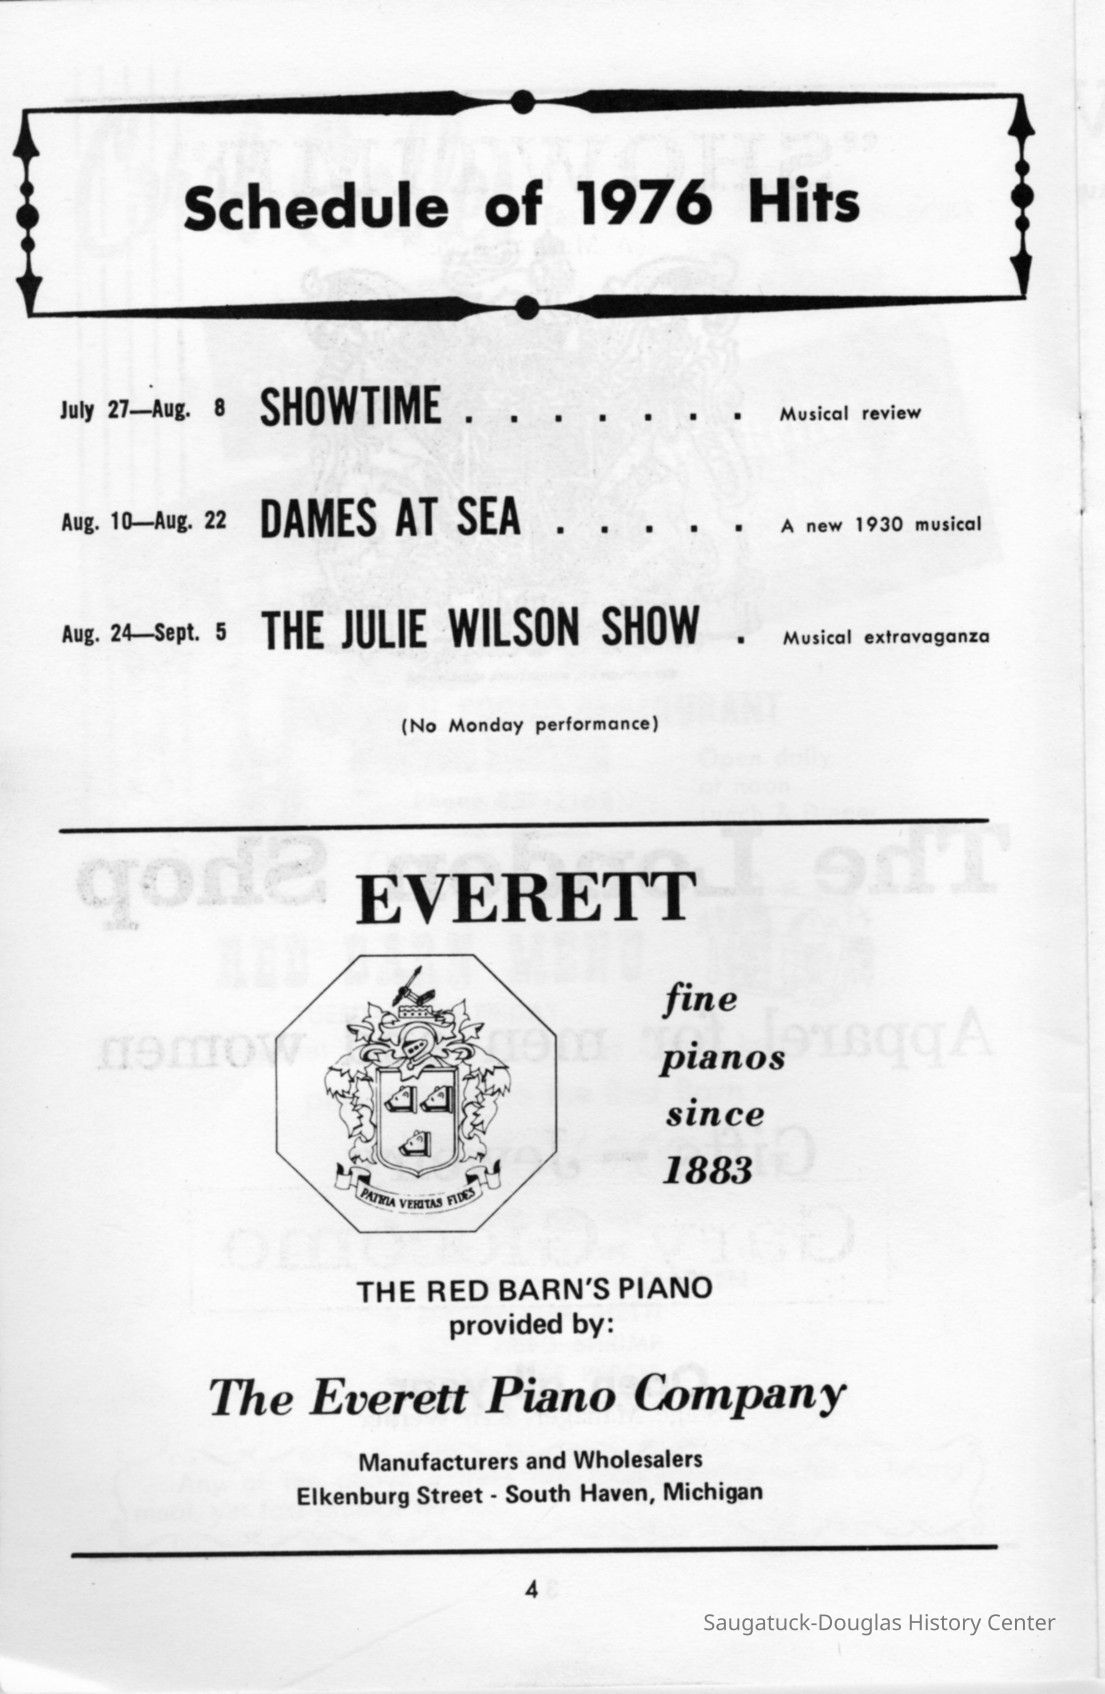 Schedule of 1976 Hits
July 27—Aug. 8 SHOWTIME . . . . . . . Musical review
Aug. 10—Aug. 22 DAMES AT SEA . . . . . A new 1930 musical
Aug. 24—Sept. 5 THE JULIE WILSON SHOW . Musical extravaganza
(No Monday performance)
EVERETT
fine
pianos
since
1883
PATRIA VERITAS FIDES
THE RED BARN'S PIANO
provided by:
The Everett Piano Company
Manufacturers and Wholesalers
Elkenburg Street - South Haven, Michigan
4
Saugatuck-Douglas History Center